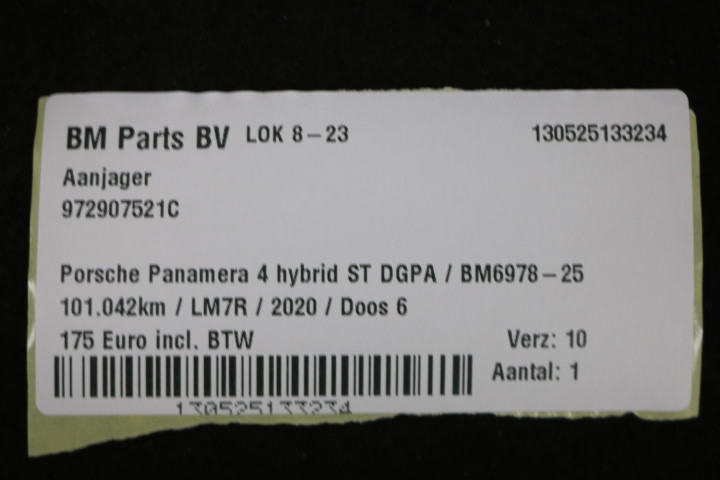 BM Parts BV LOK 8-23 130525133234
Aanjager
972907521C
Porsche Panamera 4 hybrid ST DGPA / BM6978-25
101.042km / LM7R / 2020 / Doos 6
175 Euro incl. BTW Verz: 10
Aantal: 1
130525133234